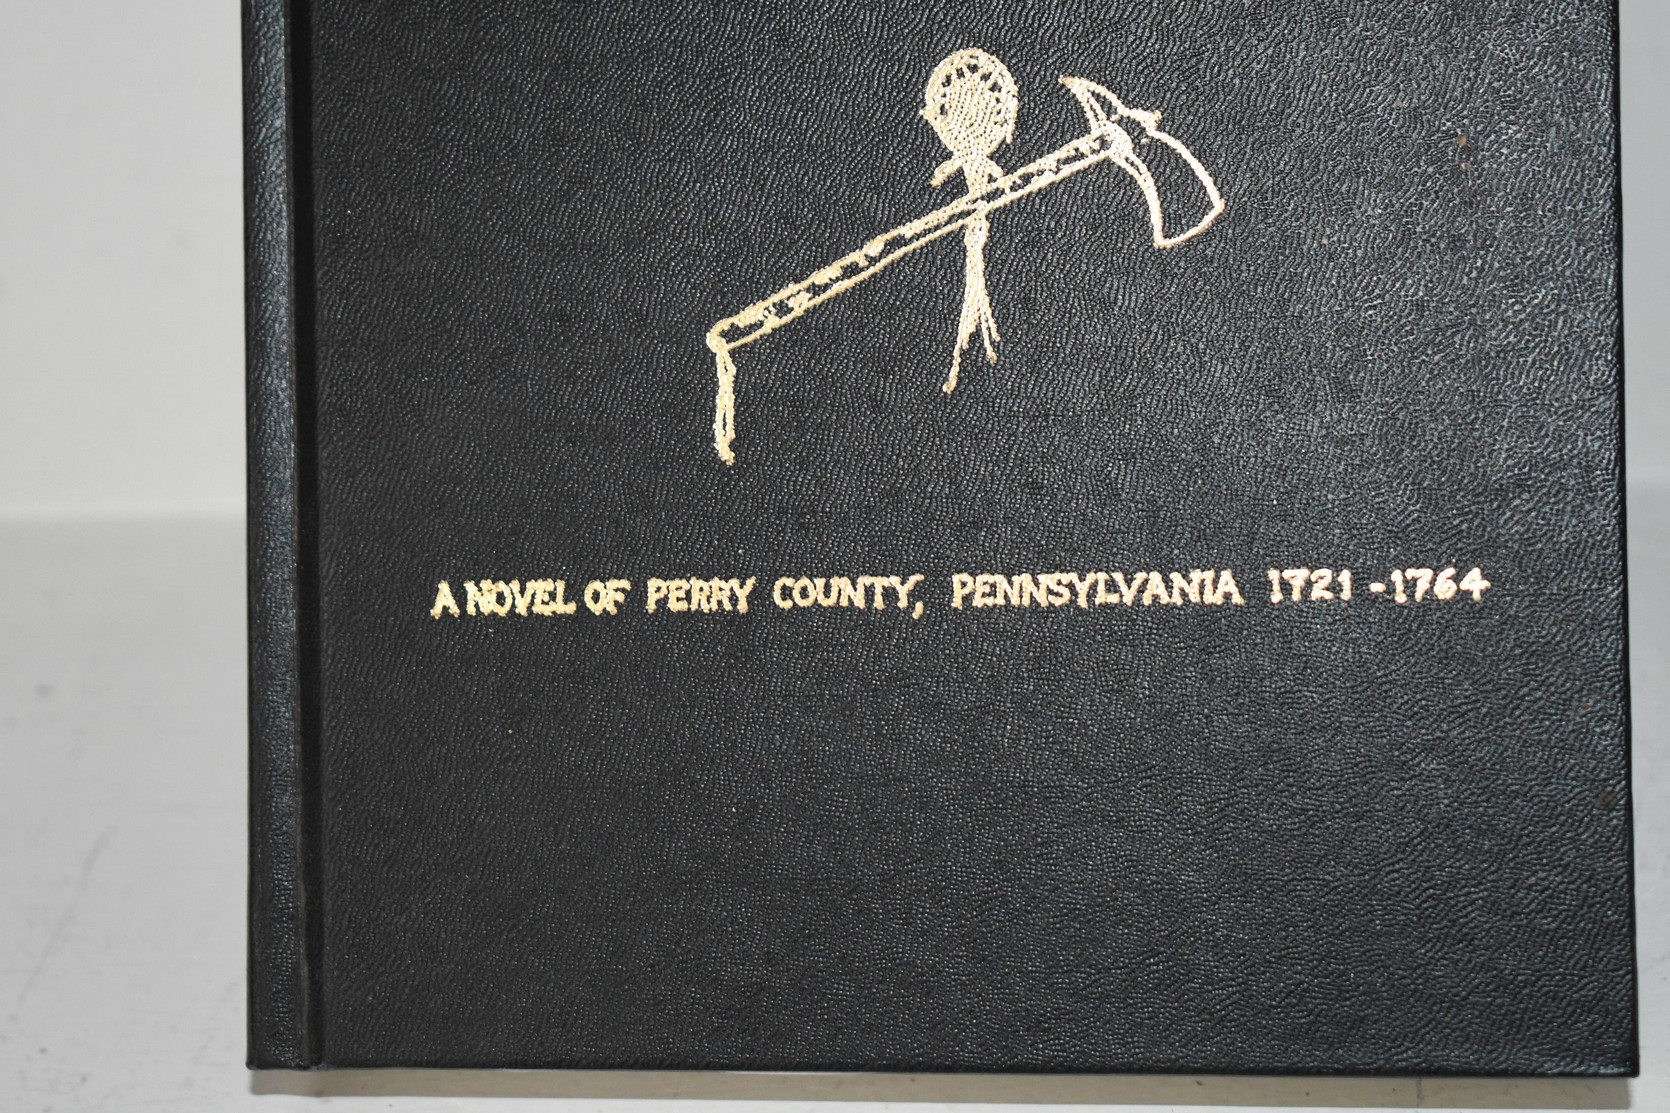 A NOVEL OF PERRY COUNTY, PENNSYLVANIA 1721-1764